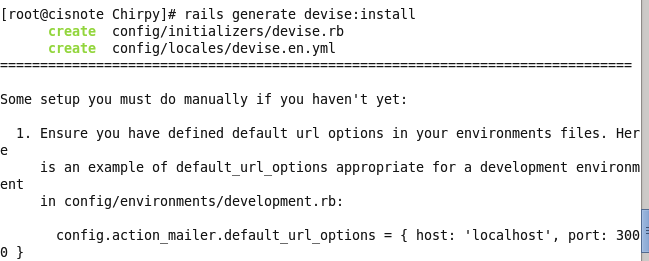 [root@cisnote Chirpy]# rails generate devise:install
      create  config/initializers/devise.rb
      create  config/locales/devise.en.yml
===============================================================================

Some setup you must do manually if you haven't yet:

  1. Ensure you have defined default url options in your environments files. Her
e
     is an example of default_url_options appropriate for a development environm
ent
     in config/environments/development.rb:

       config.action_mailer.default_url_options = { host: 'localhost', port: 300
0 }